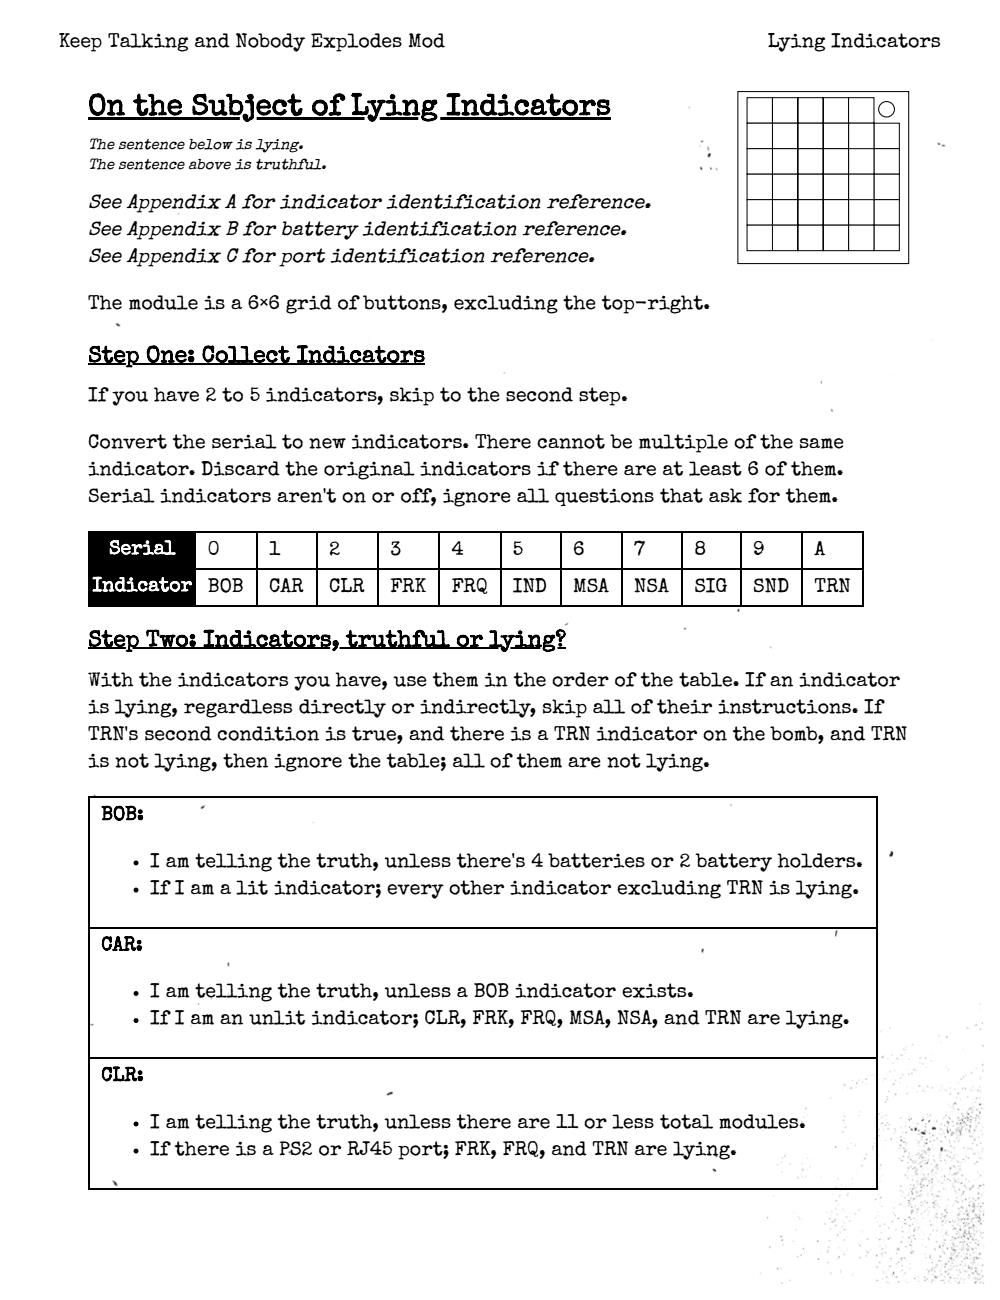 Keep Talking and Nobody Explodes Mod
Lying Indicators
On the Subject of Lying Indicators
The sentence below is lying.
The sentence above is truthful.
See Appendix A for indicator identification reference.
See Appendix B for battery identification reference.
See Appendix C for port identification reference.
The module is a 6×6 grid of buttons, excluding the top-right.
Step One: Collect Indicators
If you have 2 to 5 indicators, skip to the second step.
Convert the serial to new indicators. There cannot be multiple of the same
indicator. Discard the original indicators if there are at least 6 of them.
Serial indicators aren't on or off, ignore all questions that ask for them.
Serial 0 1 2 3 4 5 6 7 8 9 A
Indicator BOB CAR CLR FRK FRQ IND MSA NSA SIG SND TRN
Step Two: Indicators, truthful or lying?
With the indicators you have, use them in the order of the table. If an indicator
is lying, regardless directly or indirectly, skip all of their instructions. If
TRN's second condition is true, and there is a TRN indicator on the bomb, and TRN
is not lying, then ignore the table; all of them are not lying.
BOB:
• I am telling the truth, unless there's 4 batteries or 2 battery holders.
• If I am a lit indicator; every other indicator excluding TRN is lying.
CAR:
• I am telling the truth, unless a BOB indicator exists.
• If I am an unlit indicator; CLR, FRK, FRQ, MSA, NSA, and TRN are lying.
CLR:
• I am telling the truth, unless there are 11 or less total modules.
• If there is a PS2 or RJ45 port; FRK, FRQ, and TRN are lying.